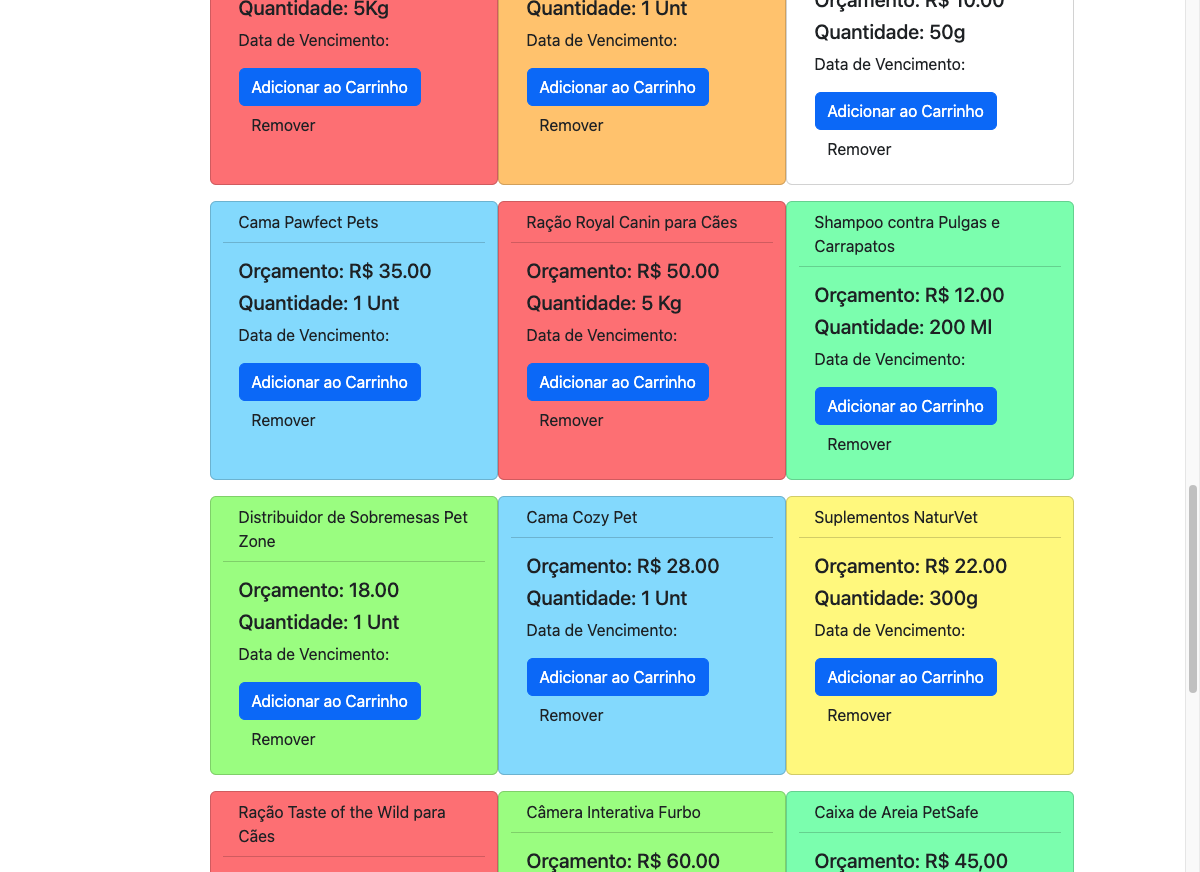 Quantidade: 5Kg
Data de Vencimento:
Adicionar ao Carrinho
Remover
Quantidade: 1 Unt
Data de Vencimento:
Adicionar ao Carrinho
Remover
Orçamento: R$ 10.00
Quantidade: 50g
Data de Vencimento:
Adicionar ao Carrinho
Remover
Cama Pawfect Pets
Orçamento: R$ 35.00
Quantidade: 1 Unt
Data de Vencimento:
Adicionar ao Carrinho
Remover
Ração Royal Canin para Cães
Orçamento: R$ 50.00
Quantidade: 5 Kg
Data de Vencimento:
Adicionar ao Carrinho
Remover
Shampoo contra Pulgas e
Carrapatos
Orçamento: R$ 12.00
Quantidade: 200 Ml
Data de Vencimento:
Adicionar ao Carrinho
Remover
Distribuidor de Sobremesas Pet
Zone
Orçamento: 18.00
Quantidade: 1 Unt
Data de Vencimento:
Adicionar ao Carrinho
Remover
Cama Cozy Pet
Orçamento: R$ 28.00
Quantidade: 1 Unt
Data de Vencimento:
Adicionar ao Carrinho
Remover
Suplementos NaturVet
Orçamento: R$ 22.00
Quantidade: 300g
Data de Vencimento:
Adicionar ao Carrinho
Remover
Ração Taste of the Wild para
Cães
Câmera Interativa Furbo
Orçamento: R$ 60.00
Caixa de Areia PetSafe
Orçamento: R$ 45,00